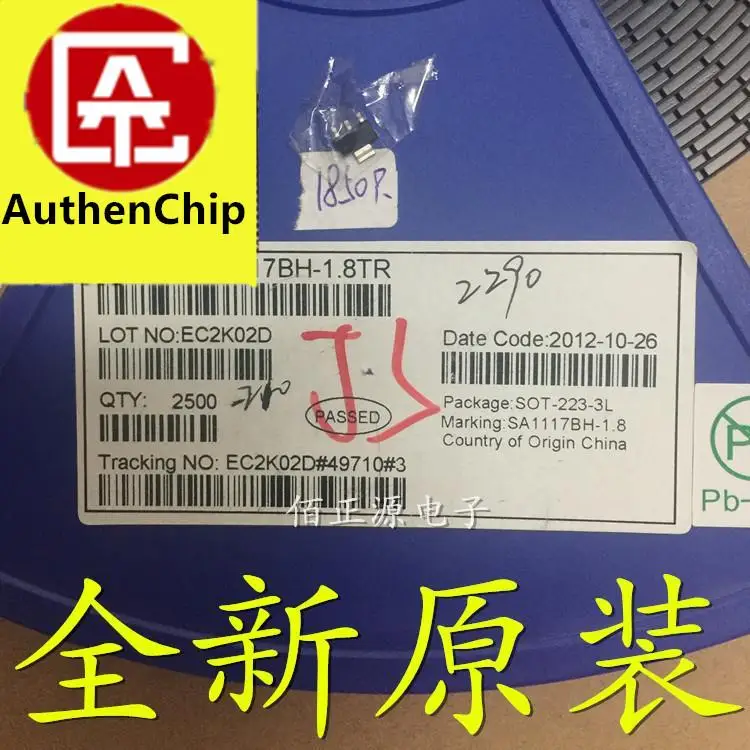 AuthenChip
1850P.
17BH-1.8TR
2290
LOT NO:EC2K02D
Date Code:2012-10-26
QTY: 2500
PASSED
Package:SOT-223-3L
Marking:SA1117BH-1.8
Country of Origin China
Tracking NO: EC2K02D#49710#3
Pb-
佰正源电子
全新原装